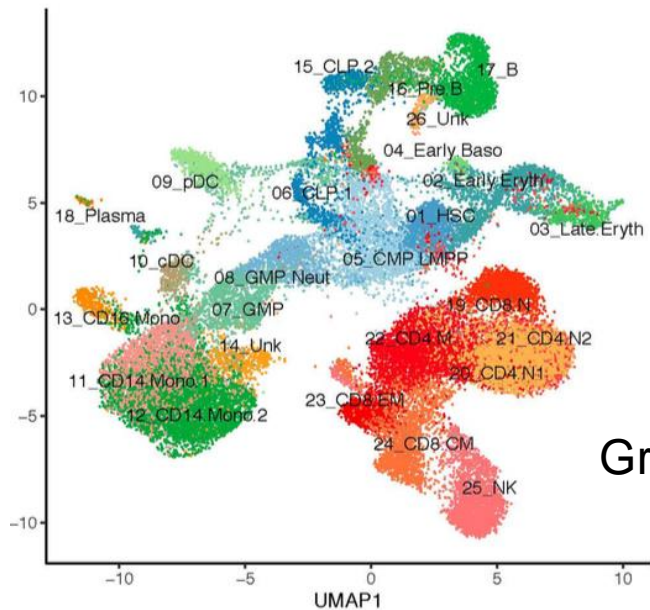 15_CLP.2
17_B
16_Pre.B
10
26_Unk
04_Early.Baso
09_pDC
02_Early.Eryth
06_CLP.1
5
18_Plasma
01_HSC
03_Late.Eryth
10_cDC
05_CMP.LMPP
08_GMP.Neut
0
07_GMP
19_CD8.N
13_CD16.Mono
22_CD4.M
21_CD4.N2
14_Unk
11_CD14.Mono.1
20_CD4.N1
23_CD8.EM
12_CD14.Mono.2
-5
24_CD8.CM
Gr
25_NK
-10
-10 -5 0 5 10
UMAP1